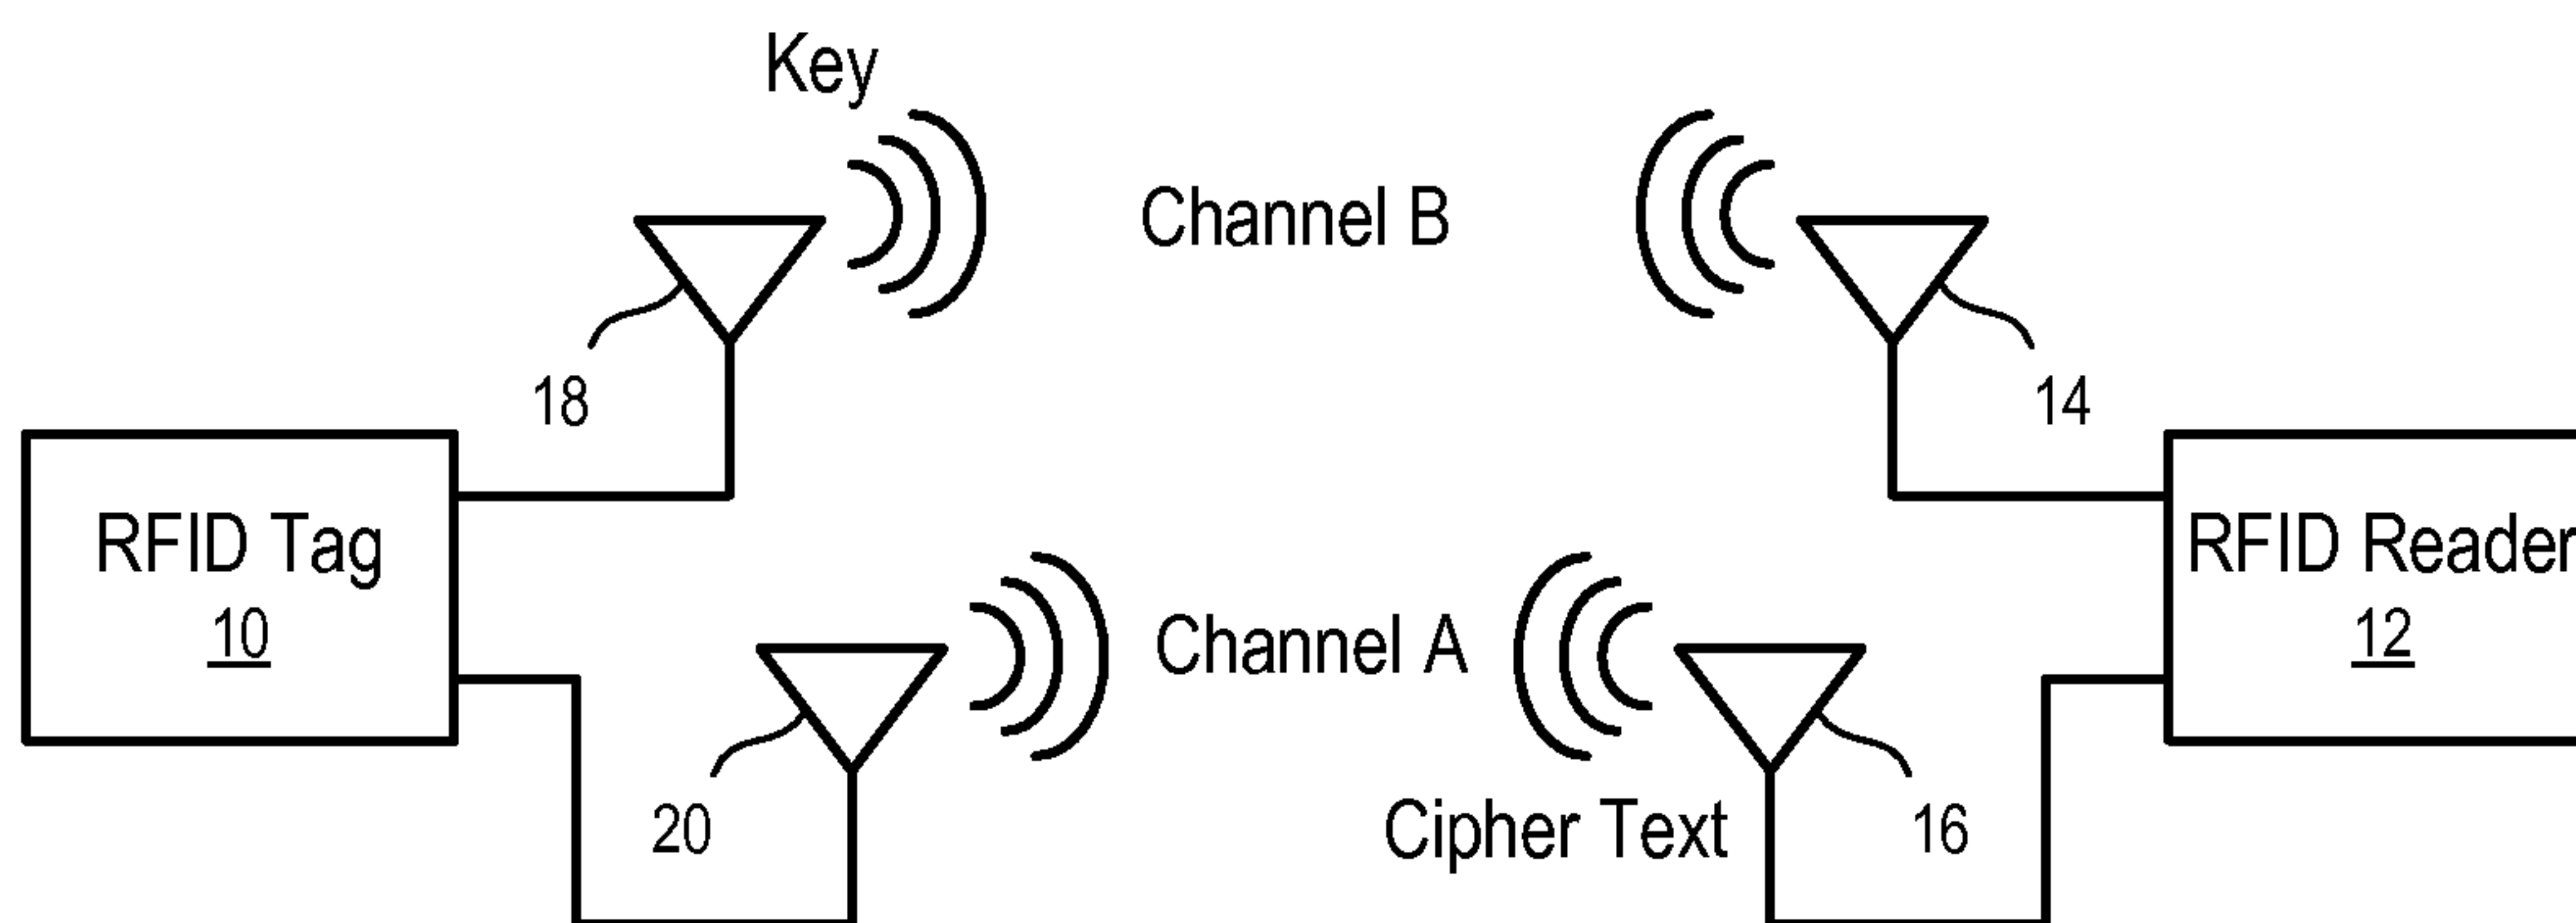 Key
Channel B
18
14
RFID Tag
10
RFID Reader
12
Channel A
20
Cipher Text
16